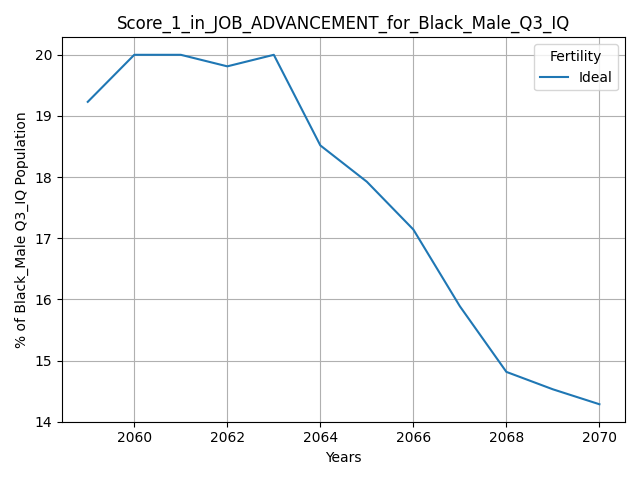 Score_1_in_JOB_ADVANCEMENT_for_Black_Male_Q3_IQ
Fertility
Ideal
% of Black_Male Q3_IQ Population
20
19
18
17
16
15
14
2060 2062 2064 2066 2068 2070
Years